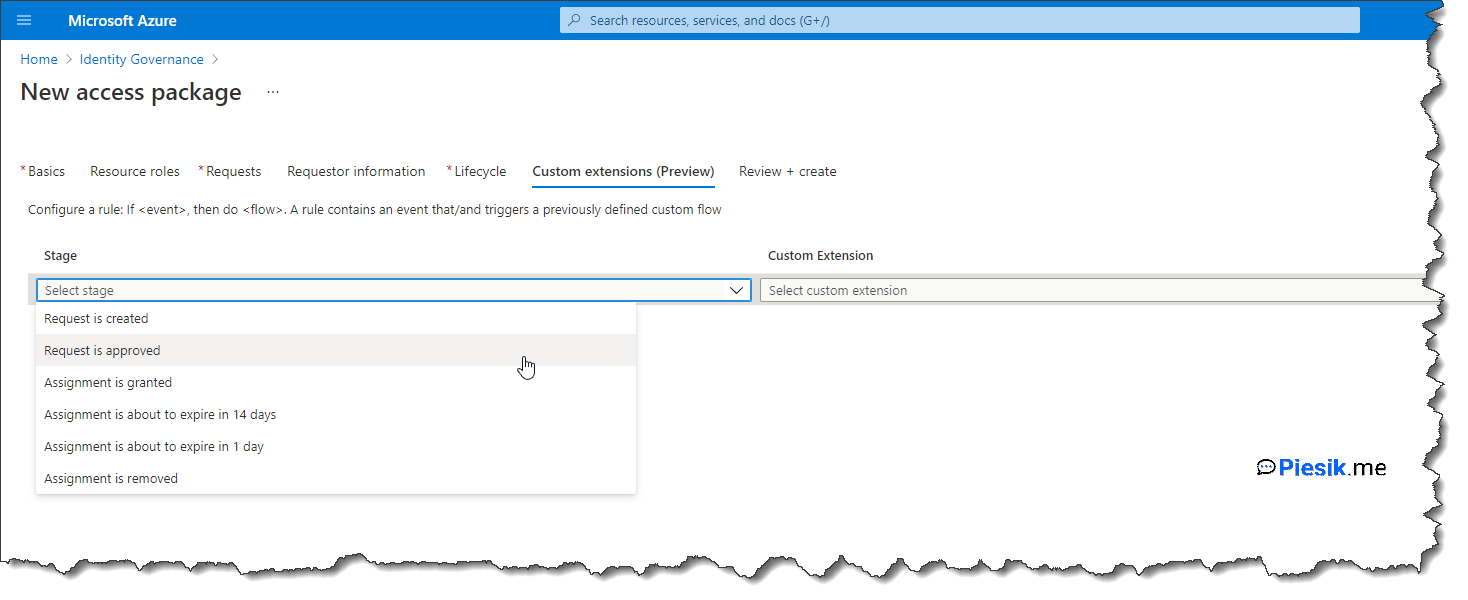 Microsoft Azure
Search resources, services, and docs (G+/)
Home > Identity Governance >
New access package ...
* Basics Resource roles * Requests Requestor information * Lifecycle Custom extensions (Preview) Review + create
Configure a rule: If <event>, then do <flow>. A rule contains an event that/and triggers a previously defined custom flow
Stage Custom Extension
Select stage Select custom extension
Request is created
Request is approved
Assignment is granted
Assignment is about to expire in 14 days
Assignment is about to expire in 1 day
Assignment is removed
Piesik.me